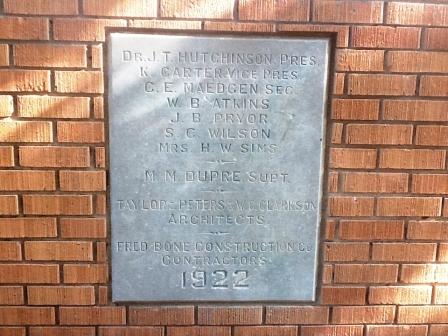 DR. J. T. HUTCHINSON, PRES.
K. CARTER, VICE PRES.
C. E. MAEDGEN SEC.
W. B. ATKINS
J. B. PRYOR
S. C. WILSON
MRS. H. W. SIMS
M. M. DUPRE SUPT.
TAYLOR - PETERS - W. C. CLARKSON
ARCHITECTS
FRED BONE CONSTRUCTION CO
CONTRACTORS
1922